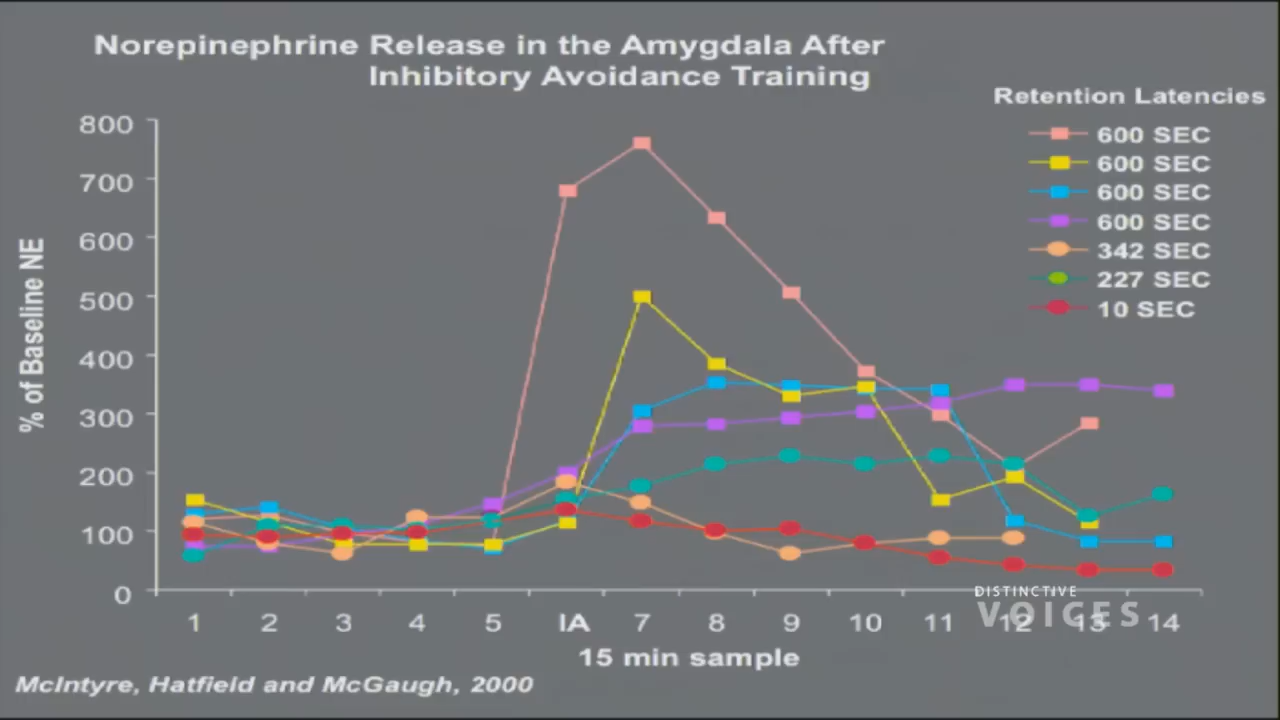 Norepinephrine Release in the Amygdala After
Inhibitory Avoidance Training
Retention Latencies
600 SEC
600 SEC
600 SEC
600 SEC
342 SEC
227 SEC
10 SEC
% of Baseline NE
800
700
600
500
400
300
200
100
0
1 2 3 4 5 IA 7 8 9 10 11 12 13 14
15 min sample
DISTINCTIVE
VOICES
McIntyre, Hatfield and McGaugh, 2000